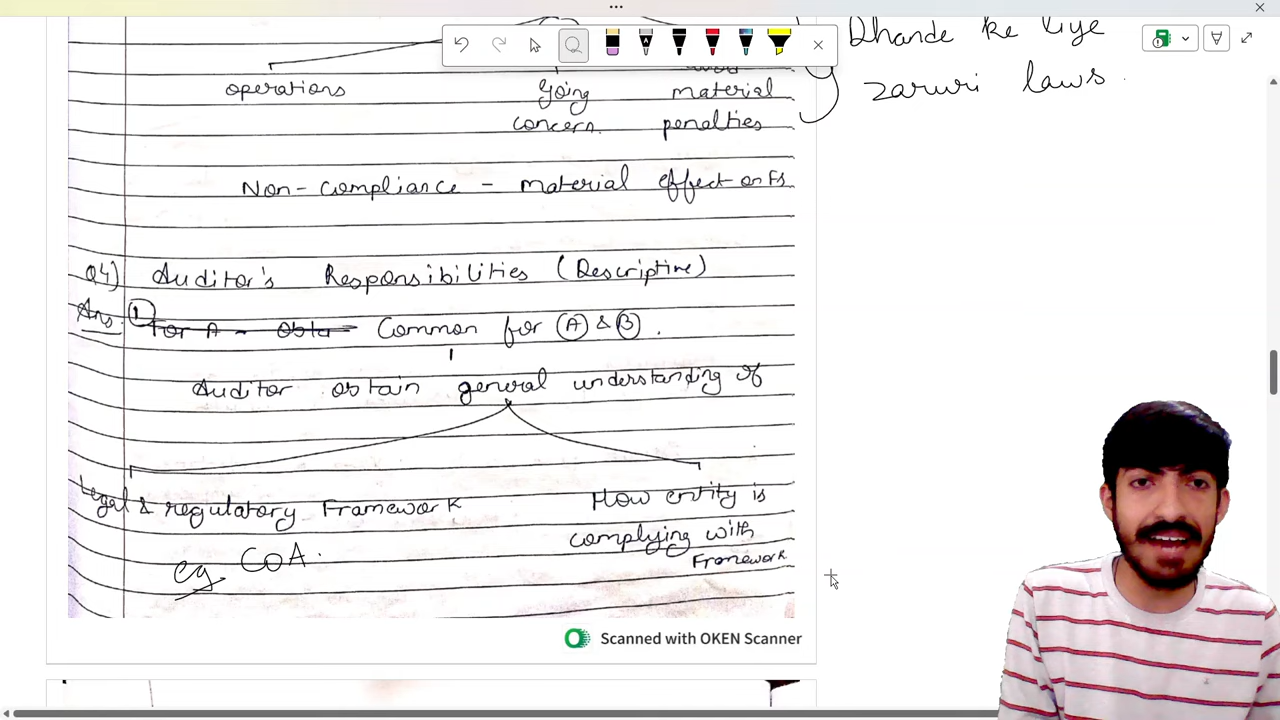 Dhande ke liye
zaruri laws.
operations
going
concern.
material
penalties
Non-compliance - material effect on Fs
Q4) Auditor's Responsibilities (Descriptive)
Ans. ① For A - Obta Common for Ⓐ & Ⓑ.
Auditor obtain general understanding of
Legal & regulatory Framework
How entity is
complying with
Framework
eg COA.
Scanned with OKEN Scanner